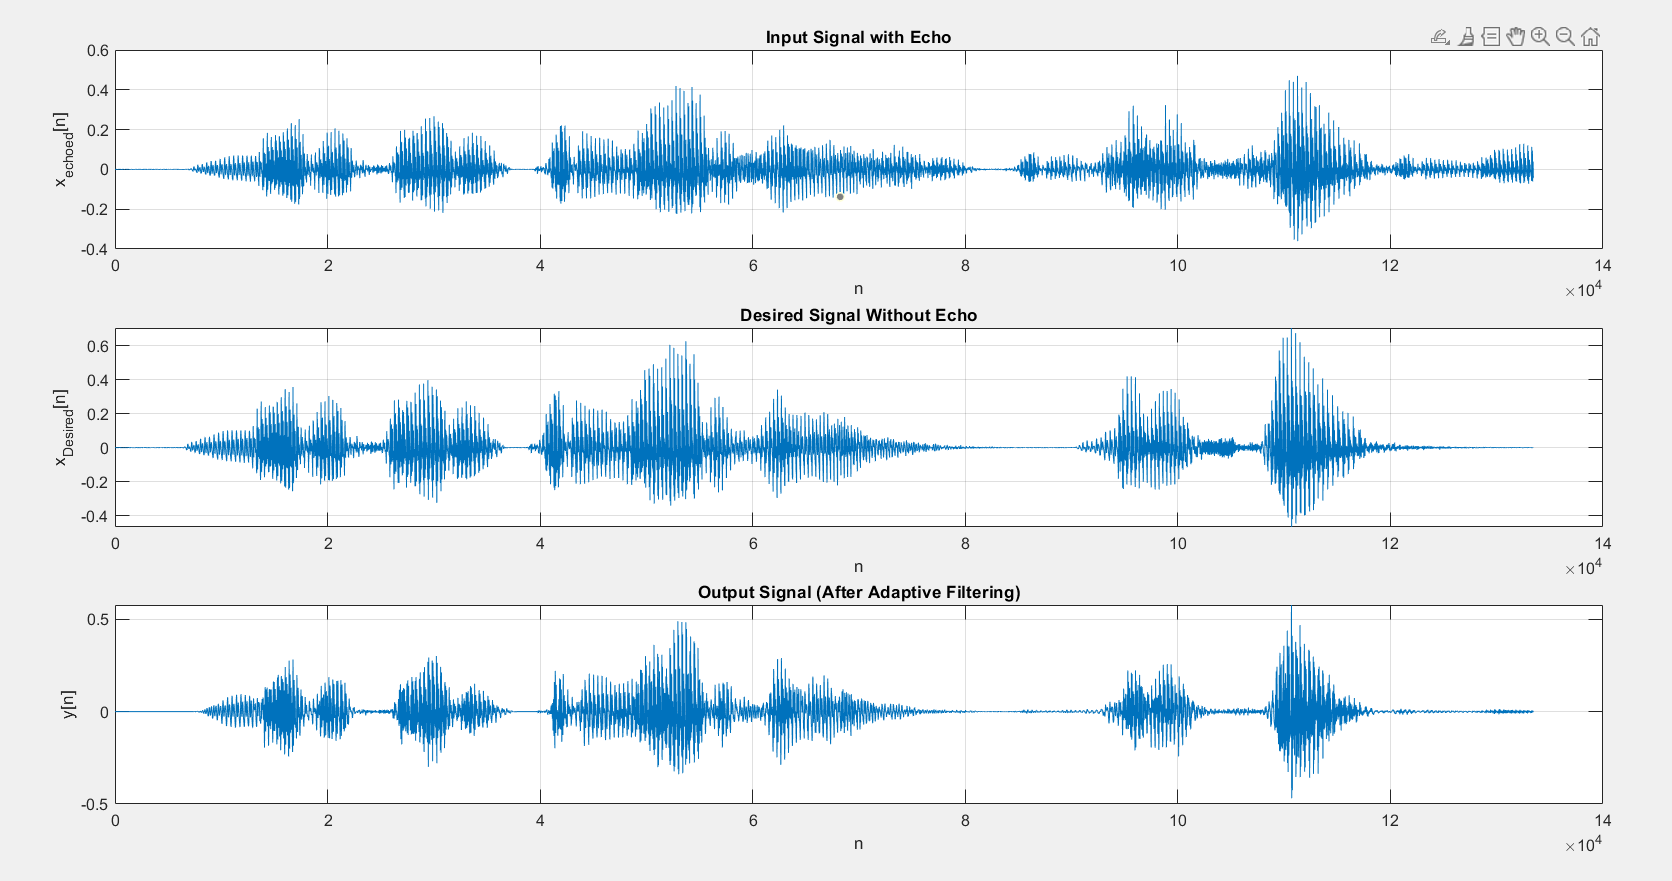 Input Signal with Echo
x_echoed[n]
0.6
0.4
0.2
0
-0.2
-0.4
0 2 4 6 8 10 12 14
n
×10^4
Desired Signal Without Echo
x_Desired[n]
0.6
0.4
0.2
0
-0.2
-0.4
0 2 4 6 8 10 12 14
n
×10^4
Output Signal (After Adaptive Filtering)
y[n]
0.5
0
-0.5
0 2 4 6 8 10 12 14
n
×10^4